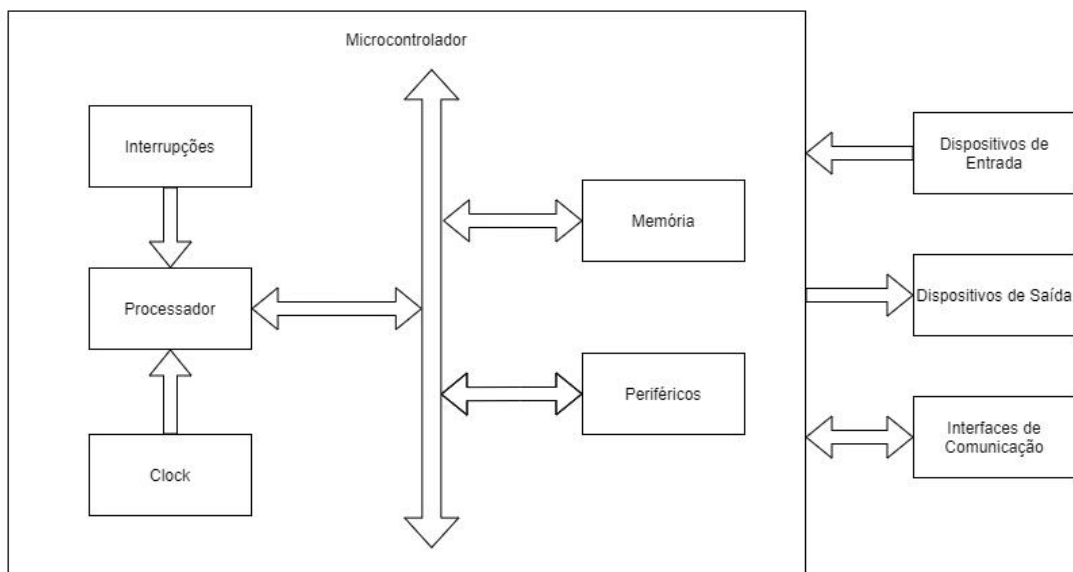 Microcontrolador
Interrupções
Dispositivos de
Entrada
Memória
Processador
Dispositivos de Saída
Periféricos
Interfaces de
Comunicação
Clock